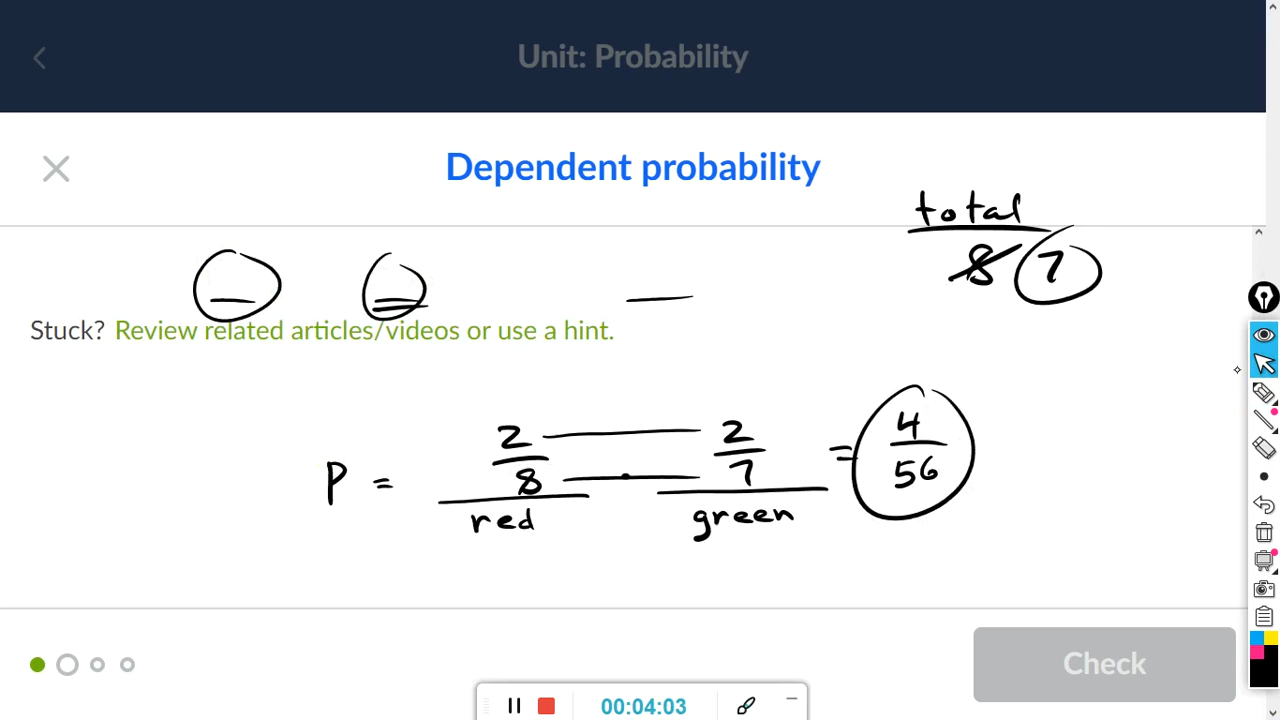 Unit: Probability
Dependent probability
total
8 7
Stuck? Review related articles/videos or use a hint.
P = 2/8 2/7 = 4/56
red green
Check
00:04:03